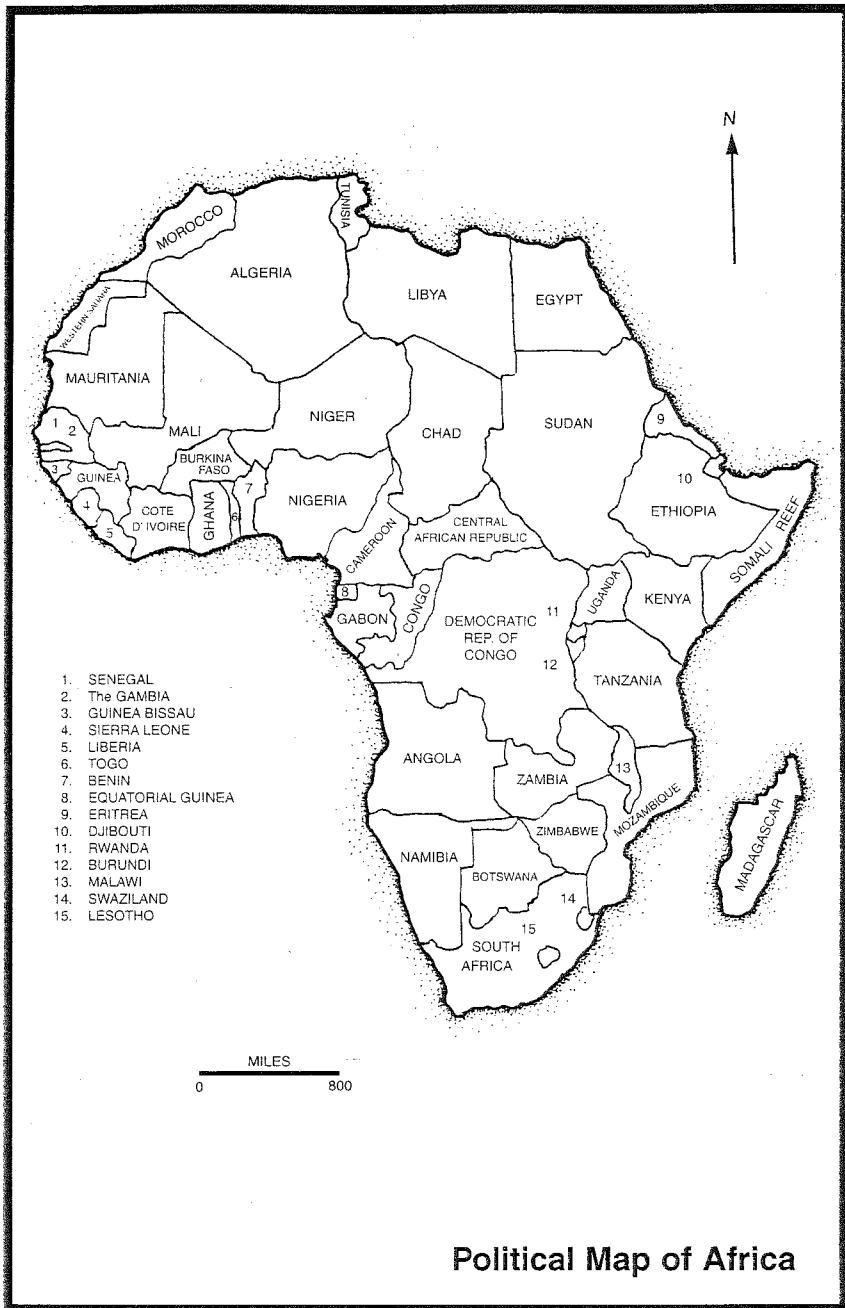 N
TUNISIA
MOROCCO
ALGERIA
LIBYA
EGYPT
WESTERN SAHARA
MAURITANIA
MALI
NIGER
CHAD
SUDAN
9
1
2
BURKINA
FASO
3
GUINEA
7
NIGERIA
10
ETHIOPIA
SOMALI REEF
4
5
COTE
D'IVOIRE
GHANA
6
CAMEROON
CENTRAL
AFRICAN REPUBLIC
8
GABON
CONGO
DEMOCRATIC
REP. OF
CONGO
11
12
UGANDA
KENYA
TANZANIA
1. SENEGAL
2. The GAMBIA
3. GUINEA BISSAU
4. SIERRA LEONE
5. LIBERIA
6. TOGO
7. BENIN
8. EQUATORIAL GUINEA
9. ERITREA
10. DJIBOUTI
11. RWANDA
12. BURUNDI
13. MALAWI
14. SWAZILAND
15. LESOTHO
ANGOLA
ZAMBIA
13
MOZAMBIQUE
ZIMBABWE
NAMIBIA
BOTSWANA
14
15
SOUTH
AFRICA
MADAGASCAR
MILES
0 800
Political Map of Africa